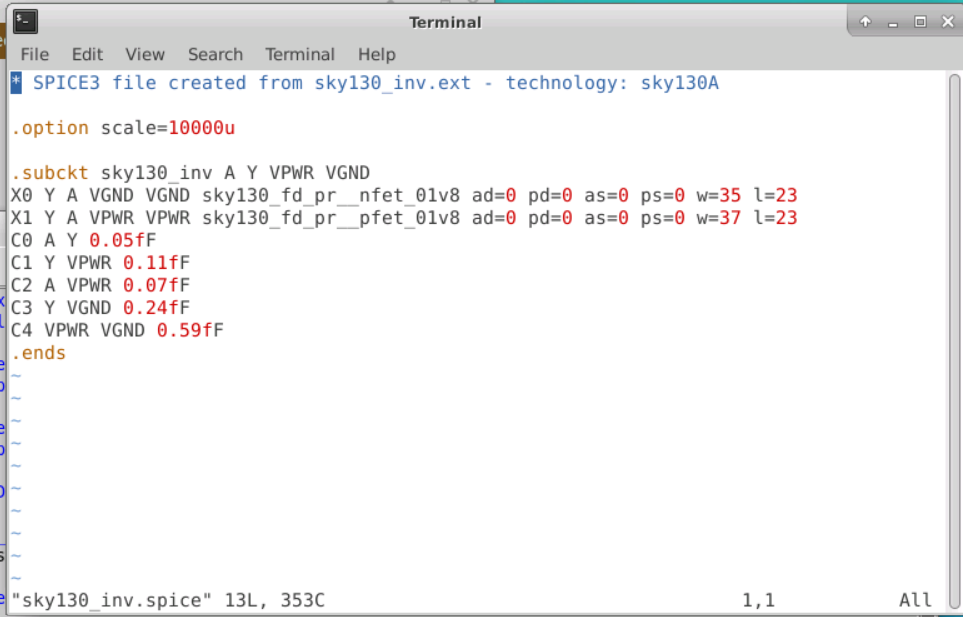 Terminal
File Edit View Search Terminal Help
* SPICE3 file created from sky130_inv.ext - technology: sky130A
.option scale=10000u
.subckt sky130_inv A Y VPWR VGND
X0 Y A VGND VGND sky130_fd_pr__nfet_01v8 ad=0 pd=0 as=0 ps=0 w=35 l=23
X1 Y A VPWR VPWR sky130_fd_pr__pfet_01v8 ad=0 pd=0 as=0 ps=0 w=37 l=23
C0 A Y 0.05fF
C1 Y VPWR 0.11fF
C2 A VPWR 0.07fF
C3 Y VGND 0.24fF
C4 VPWR VGND 0.59fF
.ends
~
~
~
~
~
~
~
~
~
~
"sky130_inv.spice" 13L, 353C 1,1 All